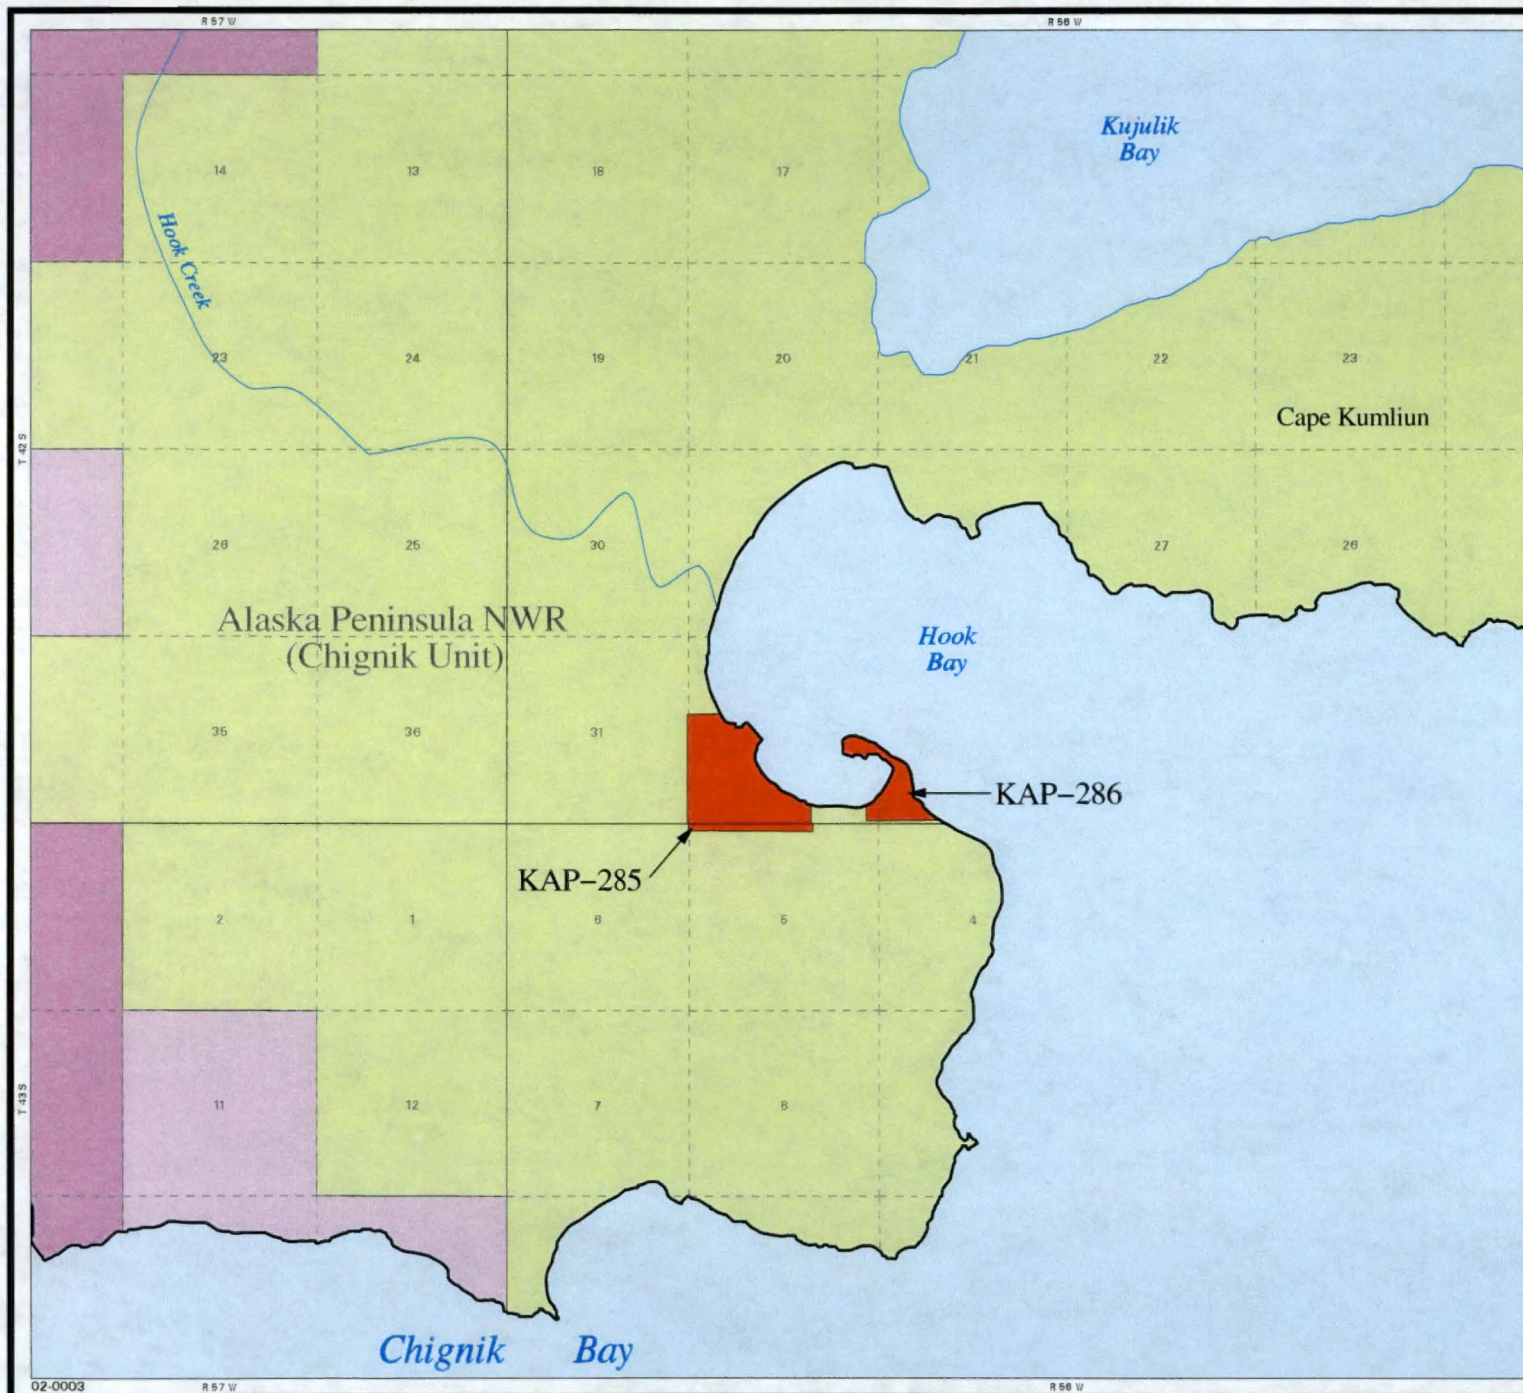 R 57 W
R 56 W
Kujulik
Bay
14
13
18
17
Hook Creek
23
24
19
20
21
22
23
Cape Kumliun
T 42 S
26
25
30
27
26
Alaska Peninsula NWR
(Chignik Unit)
Hook
Bay
35
36
31
KAP–286
KAP–285
2
1
6
5
4
T 43 S
11
12
7
8
Chignik Bay
02-0003
R 57 W
R 56 W